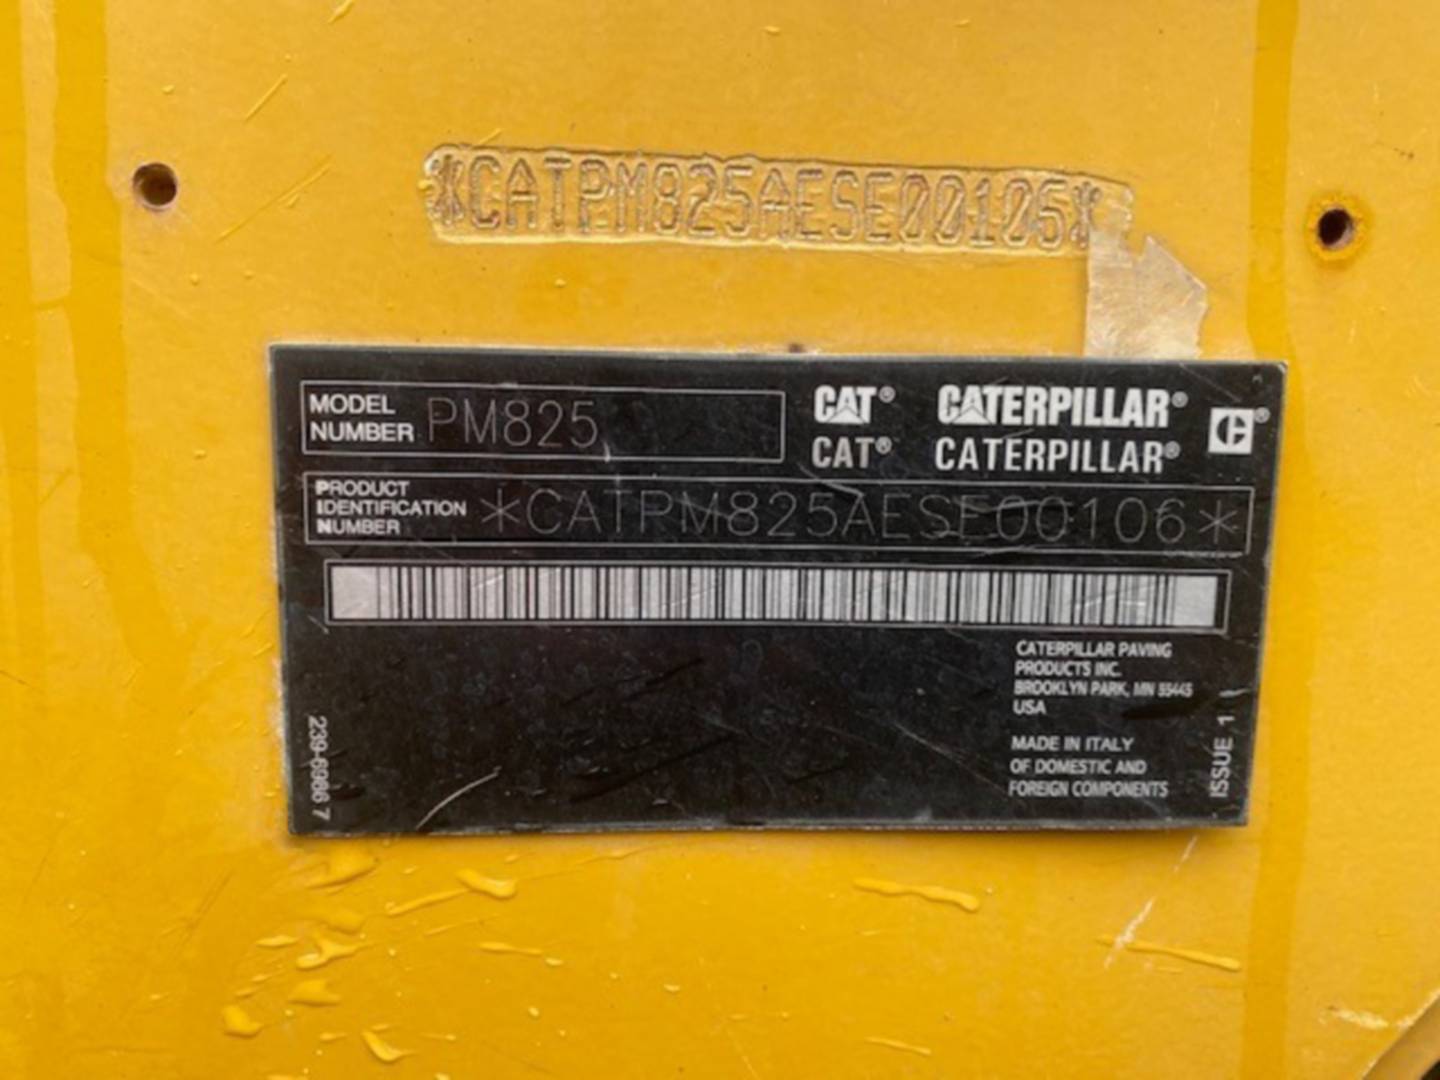 *CATPM825AESE00106*
MODEL NUMBER PM825
CAT® CATERPILLAR®
CAT® CATERPILLAR®
PRODUCT IDENTIFICATION NUMBER *CATPM825AESE00106*
CATERPILLAR PAVING
PRODUCTS INC.
BROOKLYN PARK, MN 55445
USA
MADE IN ITALY
OF DOMESTIC AND
FOREIGN COMPONENTS
239-6966 7
ISSUE 1